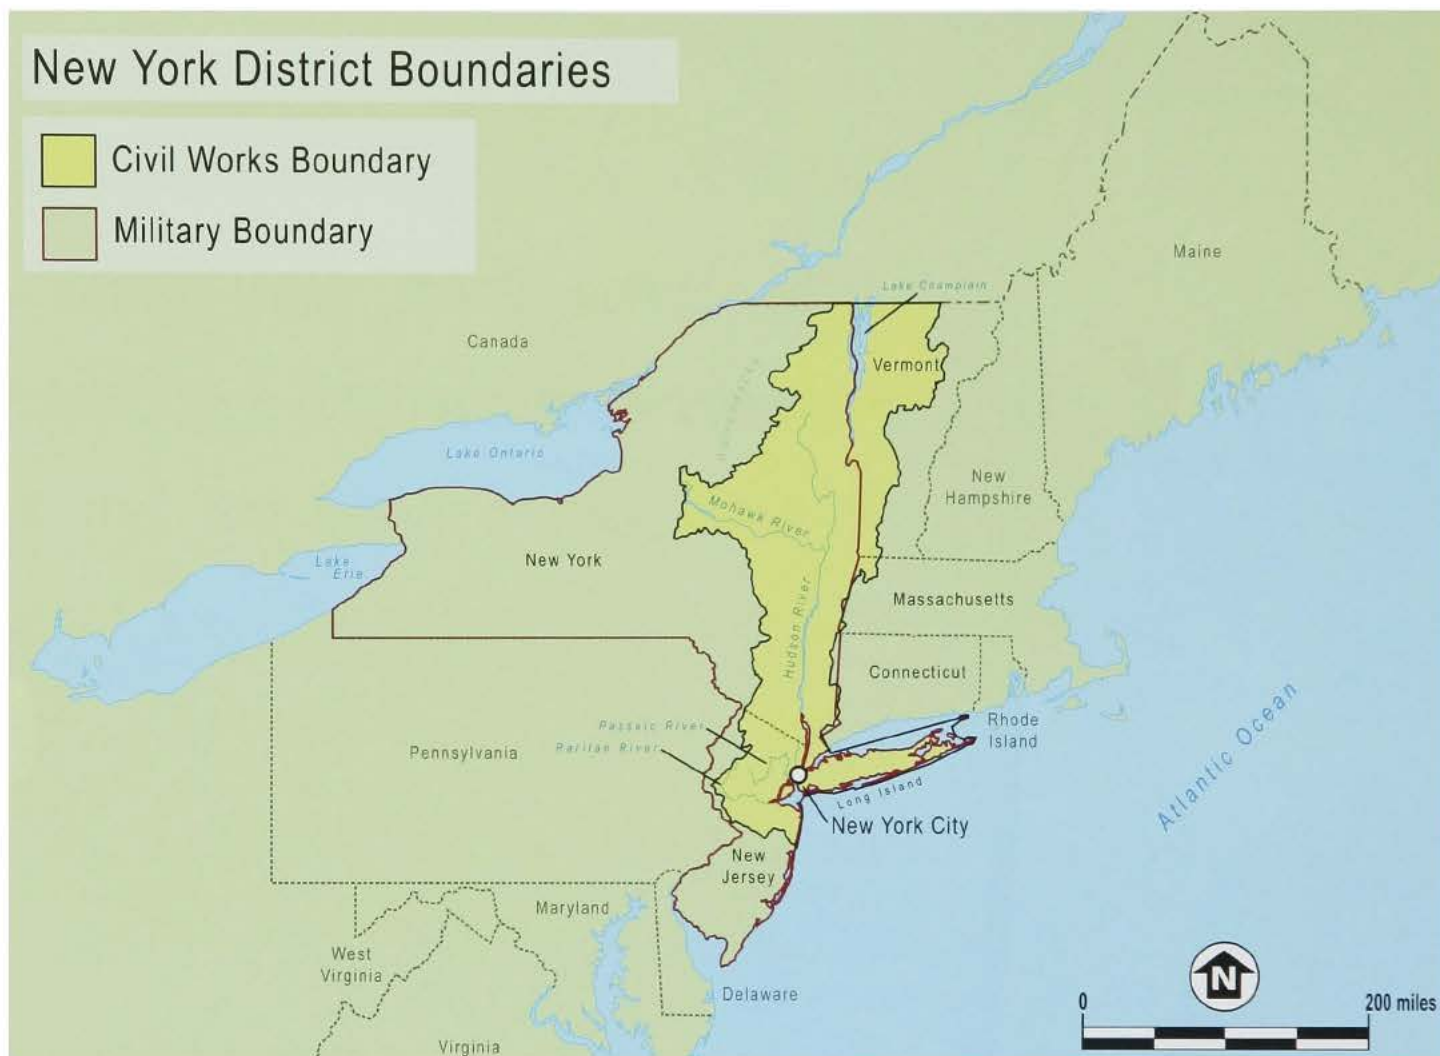 New York District Boundaries
Civil Works Boundary
Military Boundary
Maine
Lake Champlain
Canada
Vermont
Lake Ontario
New
Hampshire
Mohawk River
New York
Lake
Erie
Hudson River
Massachusetts
Connecticut
Rhode
Island
Passaic River
Raritan River
Pennsylvania
Atlantic Ocean
Long Island
New York City
New
Jersey
Maryland
West
Virginia
Delaware
Virginia
N
0
200 miles